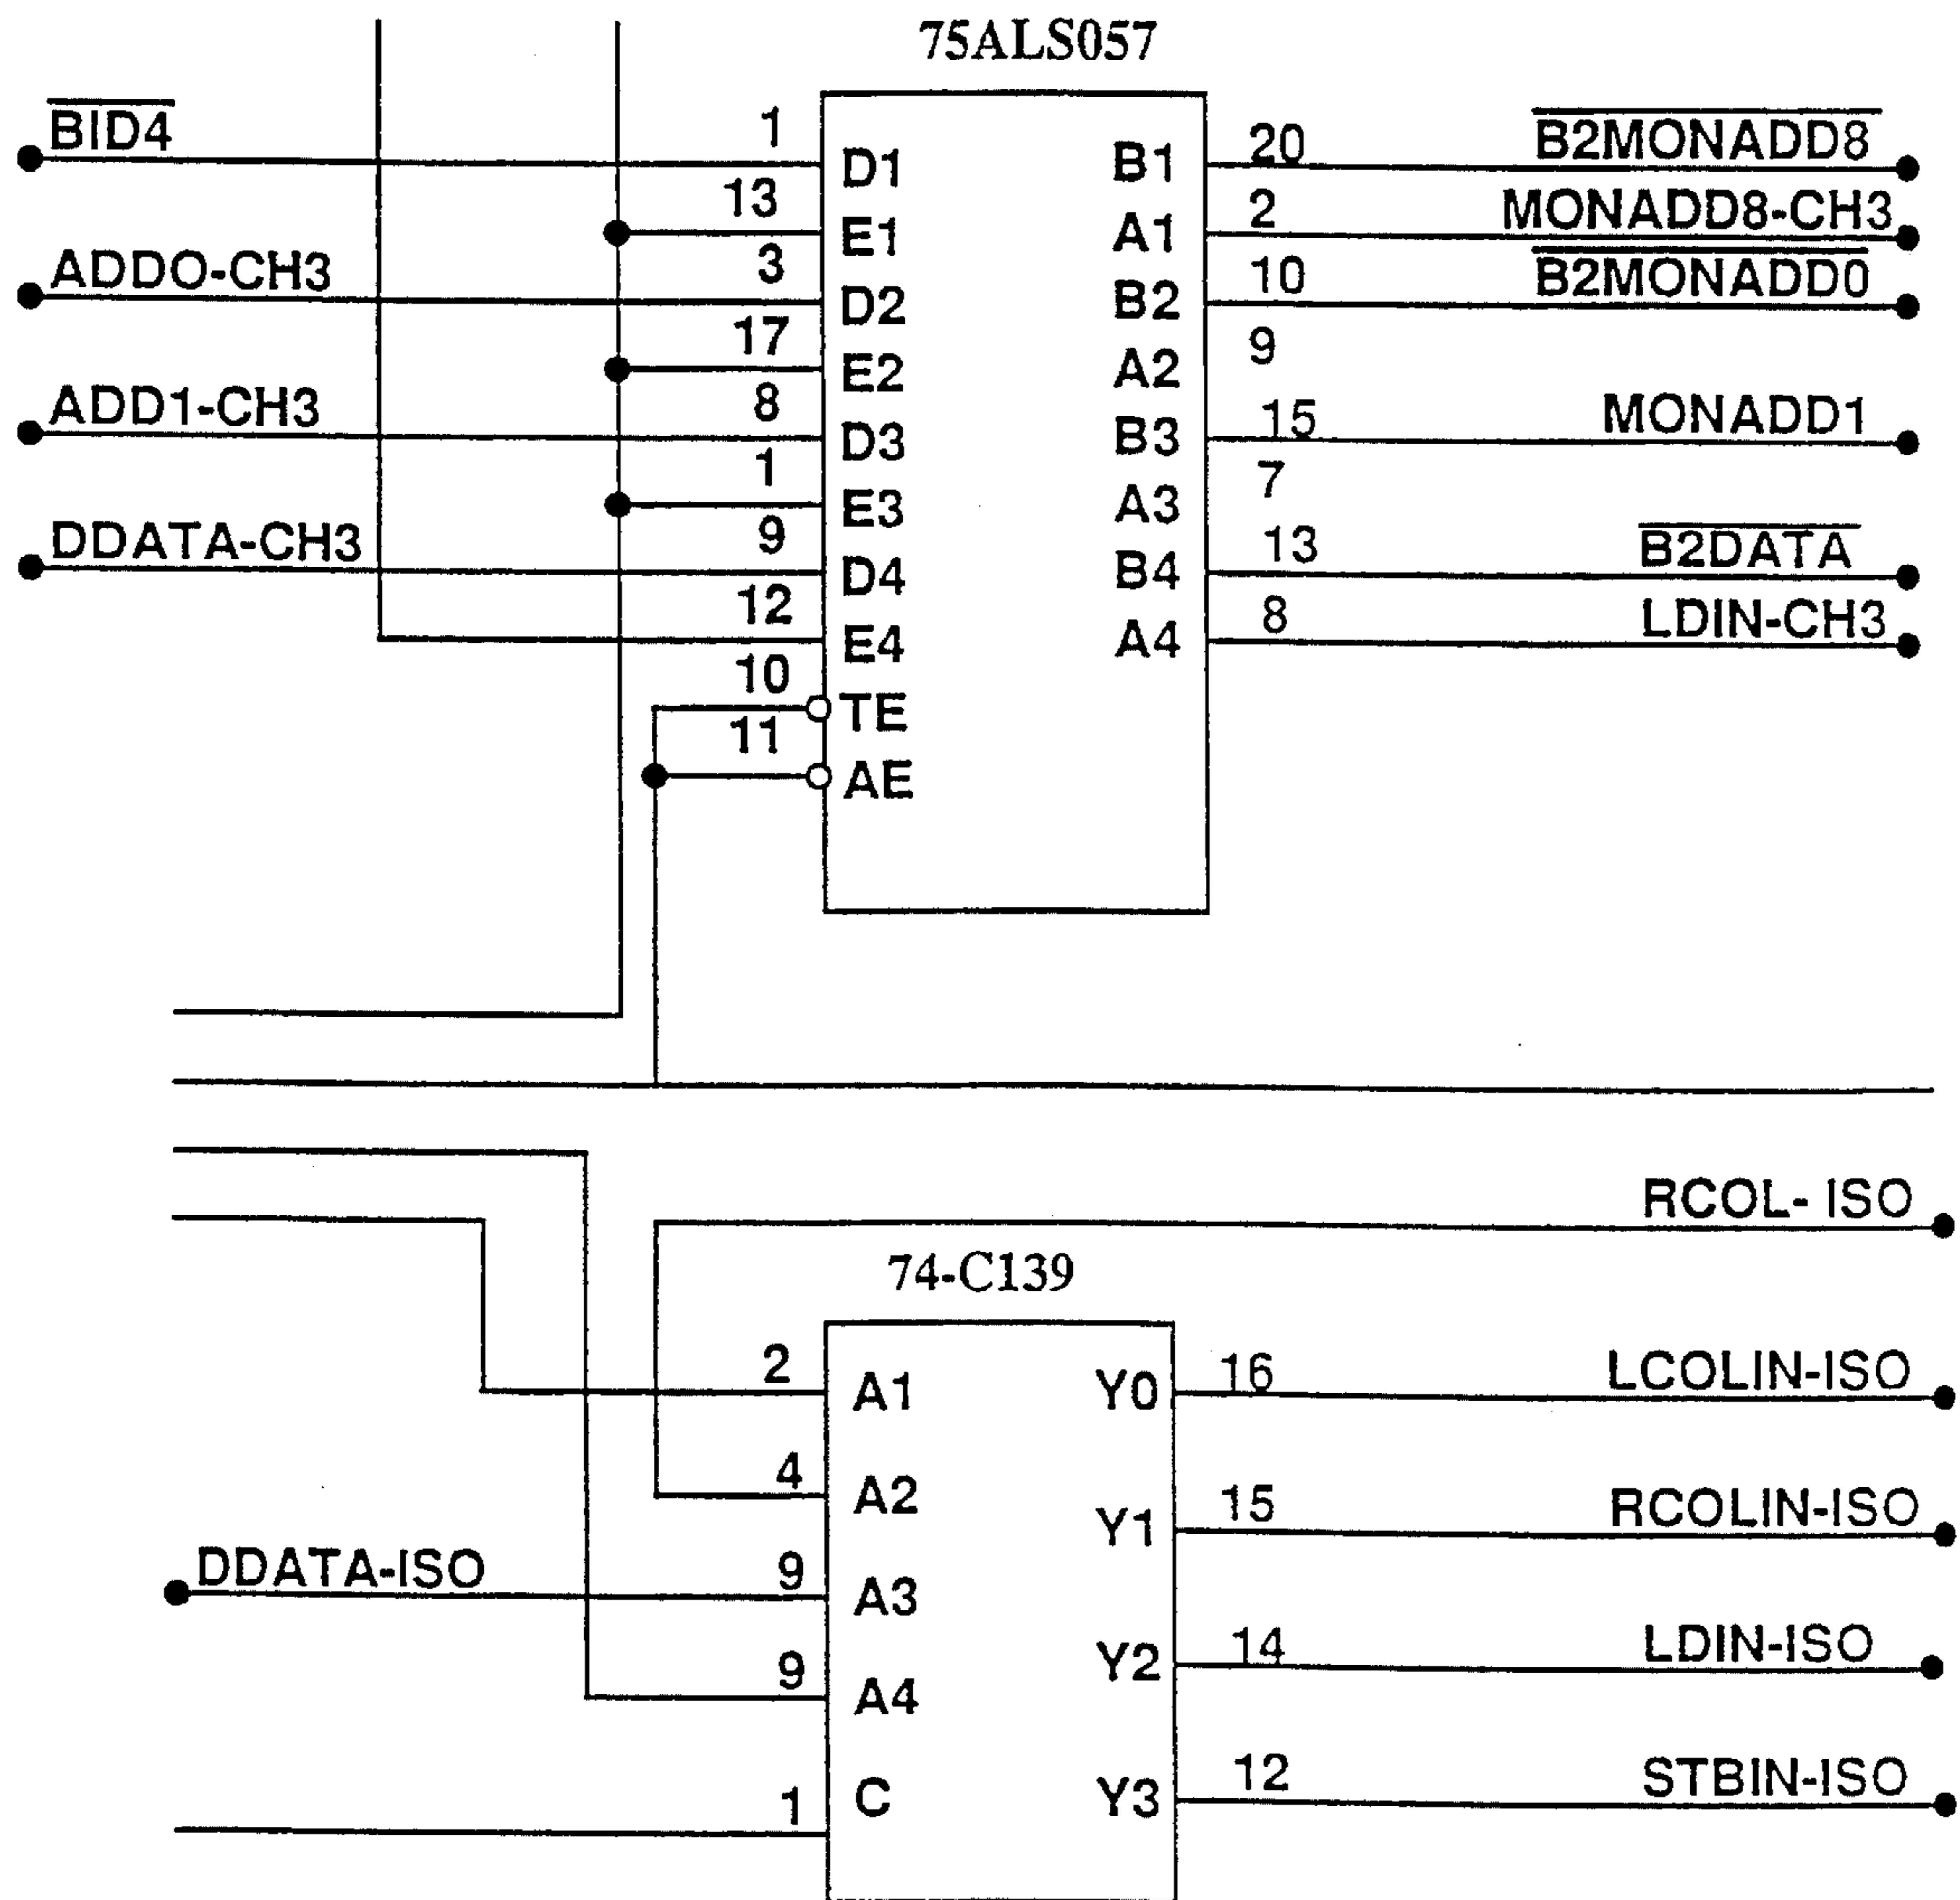 75ALS057
BID4
1
D1
B1
20
B2MONADD8
13
E1
A1
2
MONADD8-CH3
ADDO-CH3
3
D2
B2
10
B2MONADD0
17
E2
A2
9
ADD1-CH3
8
D3
B3
15
MONADD1
1
E3
A3
7
DDATA-CH3
9
D4
B4
13
B2DATA
12
E4
A4
8
LDIN-CH3
10
TE
11
AE
RCOL- ISO
74-C139
2
A1
Y0
16
LCOLIN-ISO
4
A2
Y1
15
RCOLIN-ISO
DDATA-ISO
9
A3
Y2
14
LDIN-ISO
9
A4
1
C
Y3
12
STBIN-ISO